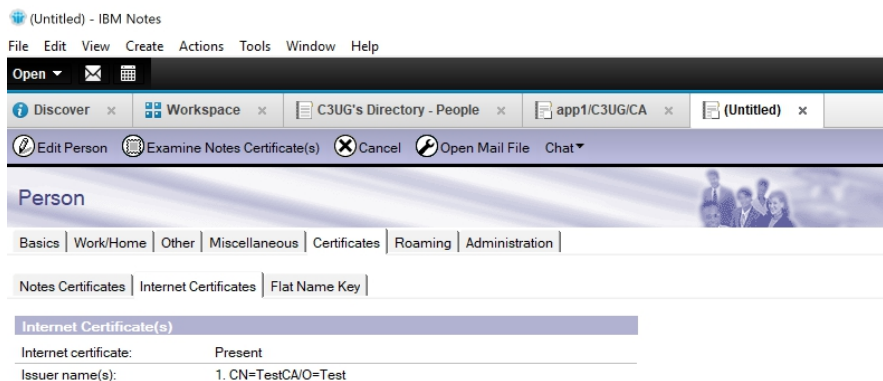 (Untitled) - IBM Notes
File Edit View Create Actions Tools Window Help
Open
Discover Workspace C3UG's Directory - People app1/C3UG/CA (Untitled)
Edit Person Examine Notes Certificate(s) Cancel Open Mail File Chat
Person
Basics Work/Home Other Miscellaneous Certificates Roaming Administration
Notes Certificates Internet Certificates Flat Name Key
Internet Certificate(s)
Internet certificate: Present
Issuer name(s): 1. CN=TestCA/O=Test